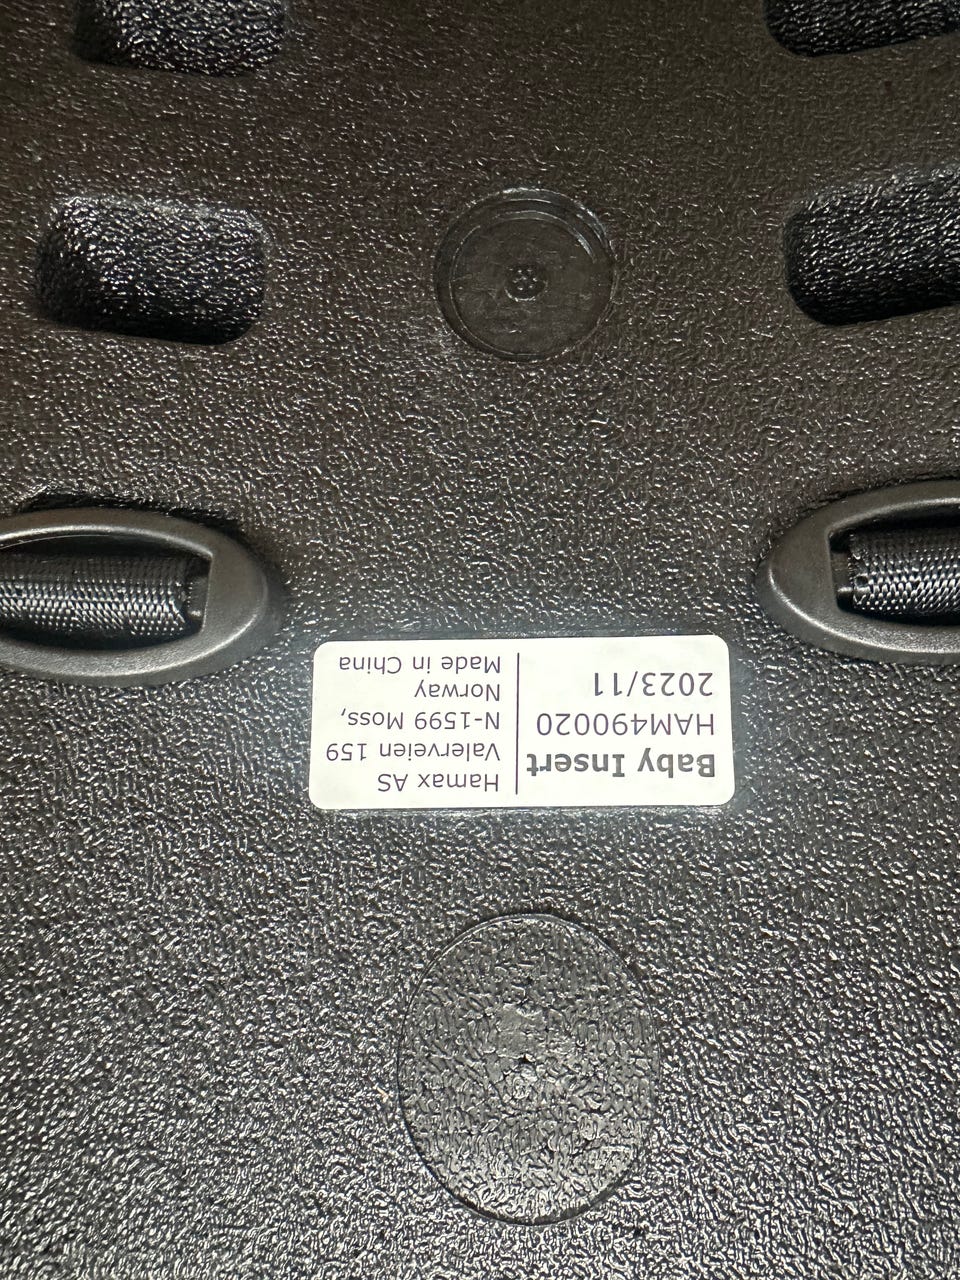 Baby Insert
HAM490020
2023/11
Hamax AS
Valerveien 159
N-1599 Moss,
Norway
Made in China